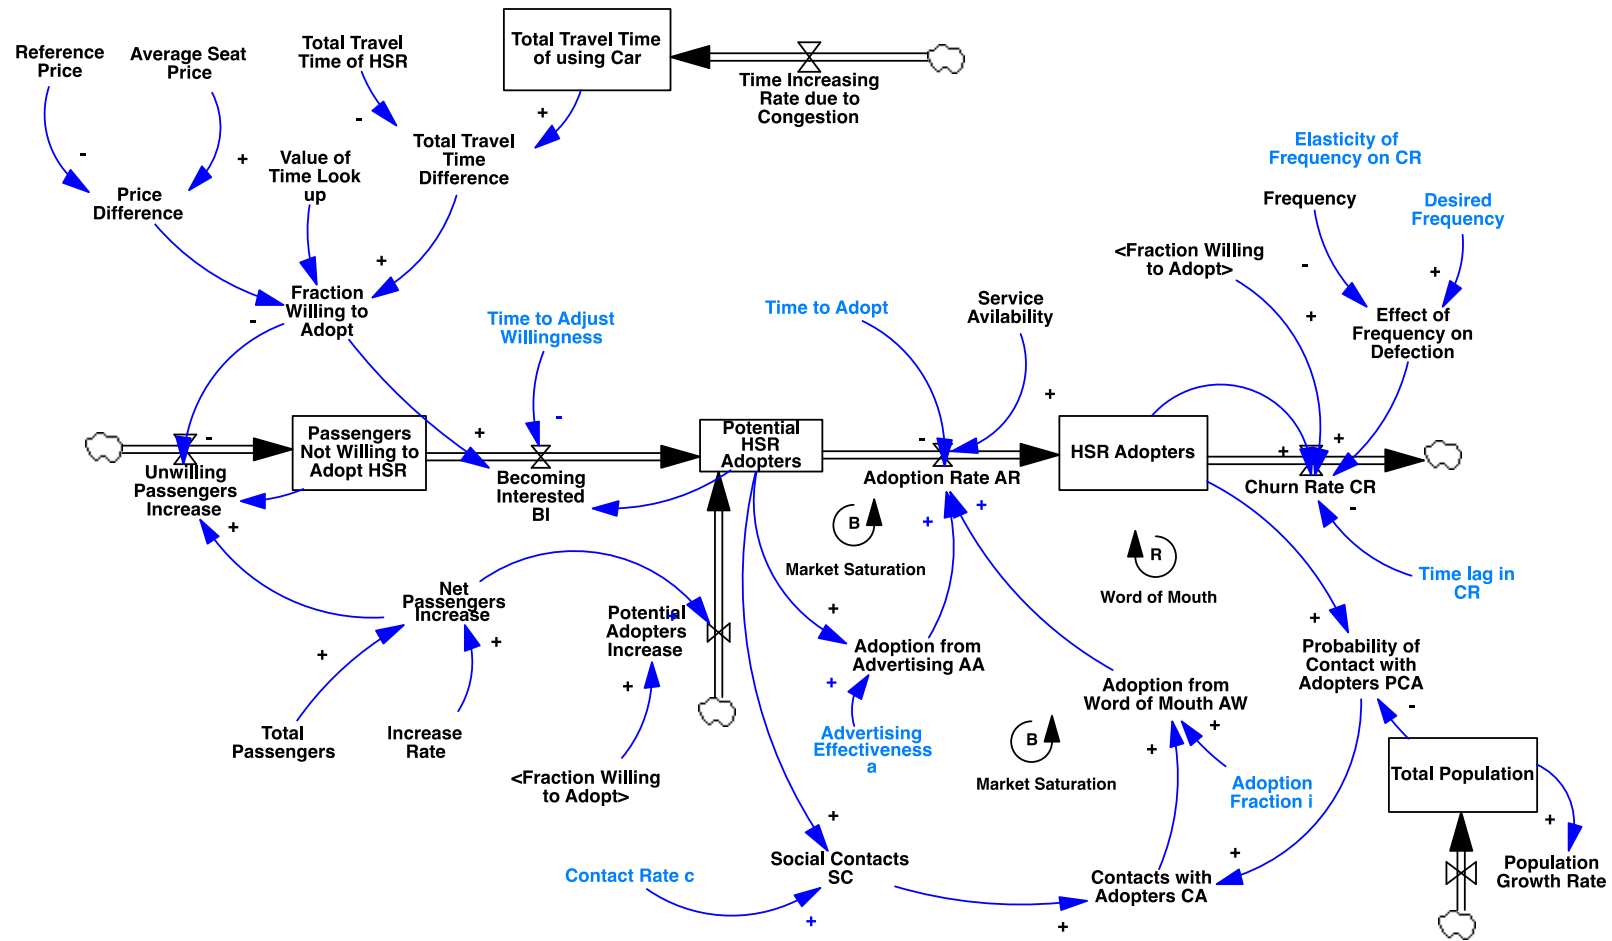 Reference
Price
Average Seat
Price
Total Travel
Time of HSR
Total Travel Time
of using Car
Time Increasing
Rate due to
Congestion
-
+
-
+
Price
Difference
Value of
Time Look
up
Total Travel
Time
Difference
+
-
Fraction
Willing to
Adopt
Elasticity of
Frequency on CR
Frequency
Desired
Frequency
<Fraction Willing
to Adopt>
-
+
+
Effect of
Frequency on
Defection
Time to Adjust
Willingness
Time to Adopt
Service
Avilability
-
+
-
-
+
+
+
Passengers
Not Willing to
Adopt HSR
Potential
HSR
Adopters
HSR Adopters
Unwilling
Passengers
Increase
Becoming
Interested
BI
Adoption Rate AR
Churn Rate CR
+
+
+
-
B
Market Saturation
R
Word of Mouth
Time lag in
CR
Net
Passengers
Increase
+
+
Potential
Adopters
Increase
+
+
+
Adoption from
Advertising AA
+
Probability of
Contact with
Adopters PCA
+
Total
Passengers
Increase
Rate
Advertising
Effectiveness
a
Adoption from
Word of Mouth AW
-
+
+
B
Market Saturation
<Fraction Willing
to Adopt>
Adoption
Fraction i
Total Population
+
+
+
Contact Rate c
Social Contacts
SC
Contacts with
Adopters CA
Population
Growth Rate
+
+